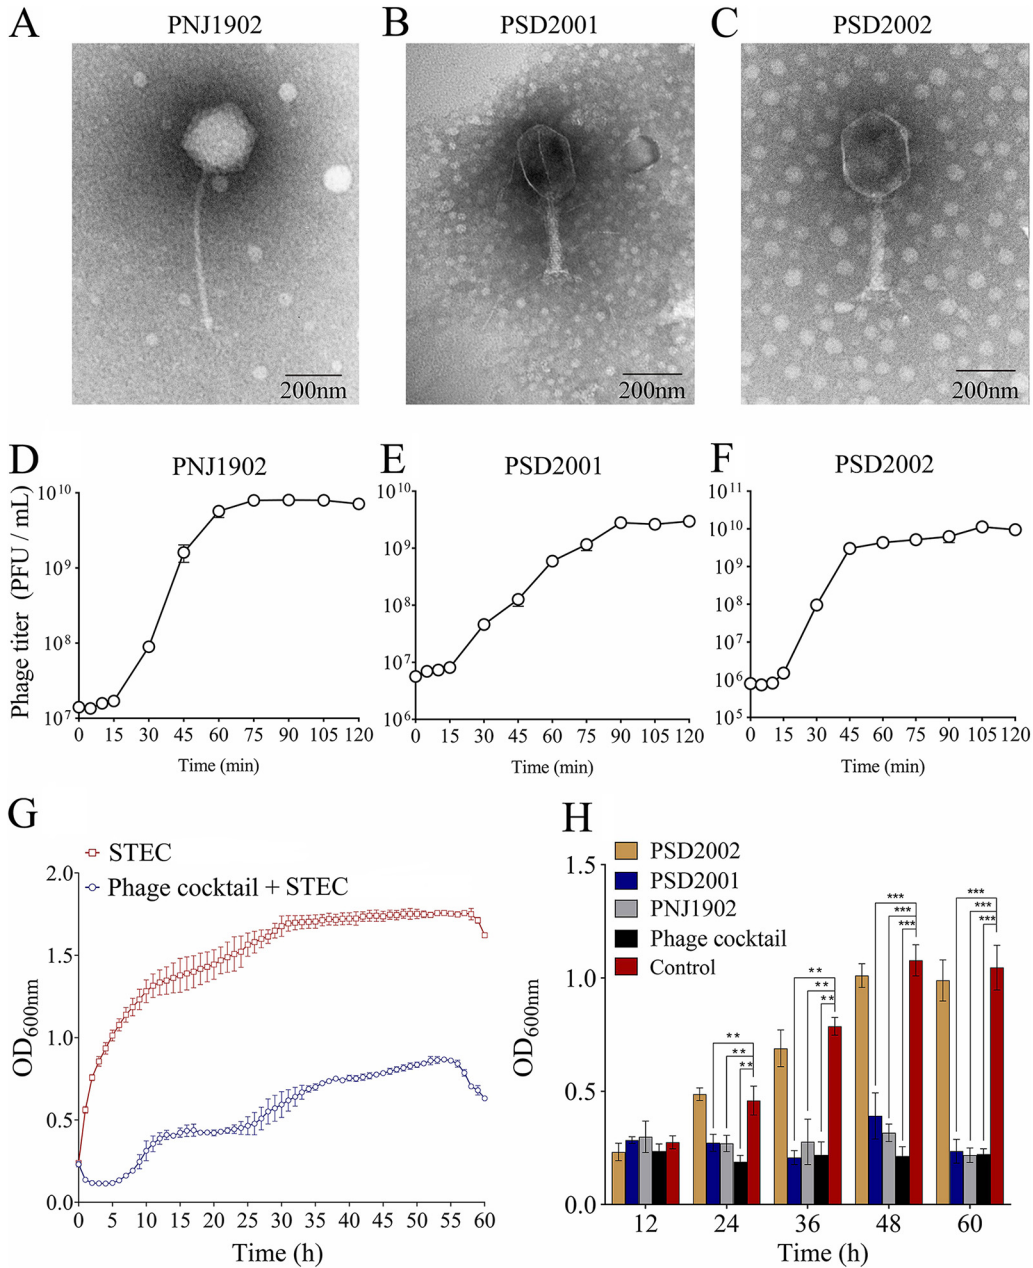 A PNJ1902 B PSD2001 C PSD2002
200nm 200nm 200nm
D PNJ1902
Phage titer (PFU / mL)
10^10
10^9
10^8
10^7
0 15 30 45 60 75 90 105 120
Time (min)
E PSD2001
10^10
10^9
10^8
10^7
10^6
0 15 30 45 60 75 90 105 120
Time (min)
F PSD2002
10^11
10^10
10^9
10^8
10^7
10^6
10^5
0 15 30 45 60 75 90 105 120
Time (min)
G
STEC
Phage cocktail + STEC
OD600nm
2.0
1.5
1.0
0.5
0.0
0 5 10 15 20 25 30 35 40 45 50 55 60
Time (h)
H
PSD2002
PSD2001
PNJ1902
Phage cocktail
Control
OD600nm
1.5
1.0
0.5
0.0
**
**
**
**
**
**
***
***
***
***
***
***
12 24 36 48 60
Time (h)